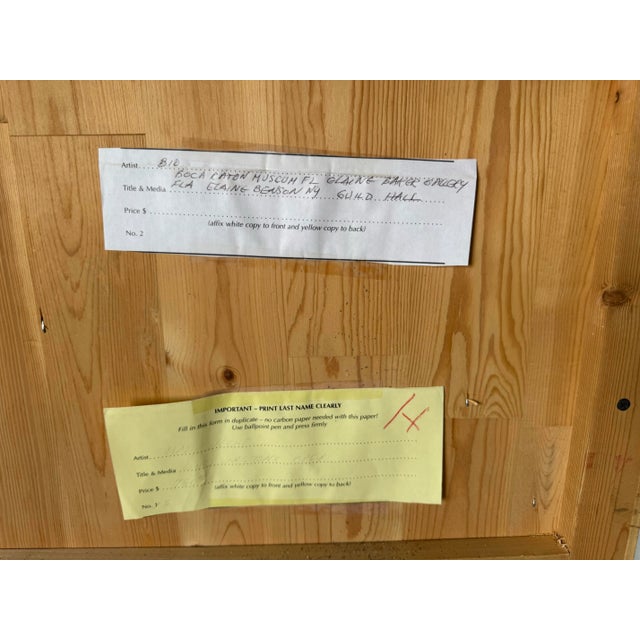 Artist BIO
BOCA RATON MUSCUM FL ELAINE BAKER GALLERY
Title & Media FLA ELAINE BENSON NY GUILD HALL
Price $
(affix white copy to front and yellow copy to back)
No. 2
IMPORTANT – PRINT LAST NAME CLEARLY
Fill in this form in duplicate – no carbon paper needed with this paper!
Use ballpoint pen and press firmly
14
Artist
Title & Media
Price $
(affix white copy to front and yellow copy to back)
No. 1